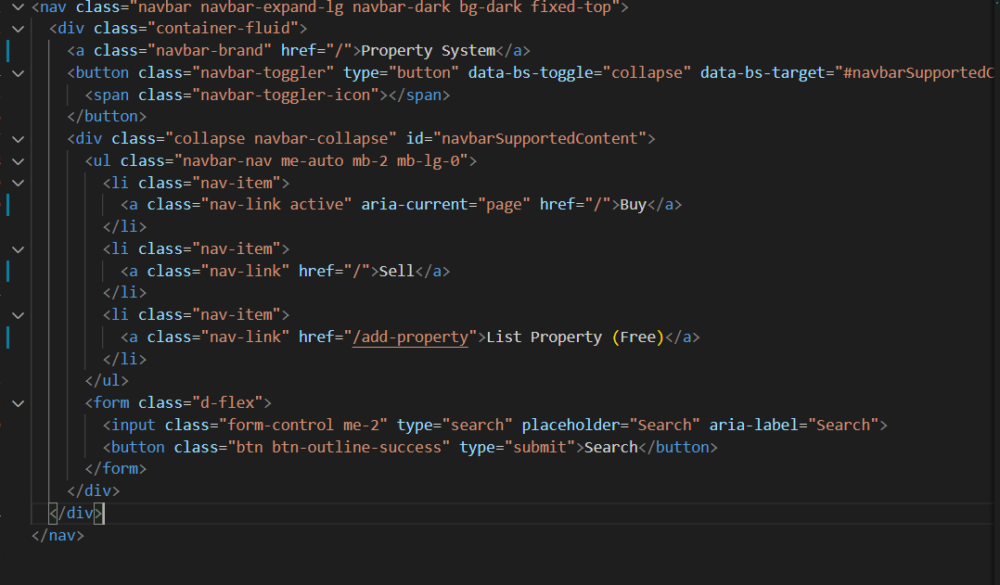 <nav class="navbar navbar-expand-lg navbar-dark bg-dark fixed-top">
<div class="container-fluid">
<a class="navbar-brand" href="/">Property System</a>
<button class="navbar-toggler" type="button" data-bs-toggle="collapse" data-bs-target="#navbarSupportedC
<span class="navbar-toggler-icon"></span>
</button>
<div class="collapse navbar-collapse" id="navbarSupportedContent">
<ul class="navbar-nav me-auto mb-2 mb-lg-0">
<li class="nav-item">
<a class="nav-link active" aria-current="page" href="/">Buy</a>
</li>
<li class="nav-item">
<a class="nav-link" href="/">Sell</a>
</li>
<li class="nav-item">
<a class="nav-link" href="/add-property">List Property (Free)</a>
</li>
</ul>
<form class="d-flex">
<input class="form-control me-2" type="search" placeholder="Search" aria-label="Search">
<button class="btn btn-outline-success" type="submit">Search</button>
</form>
</div>
</div>
</nav>